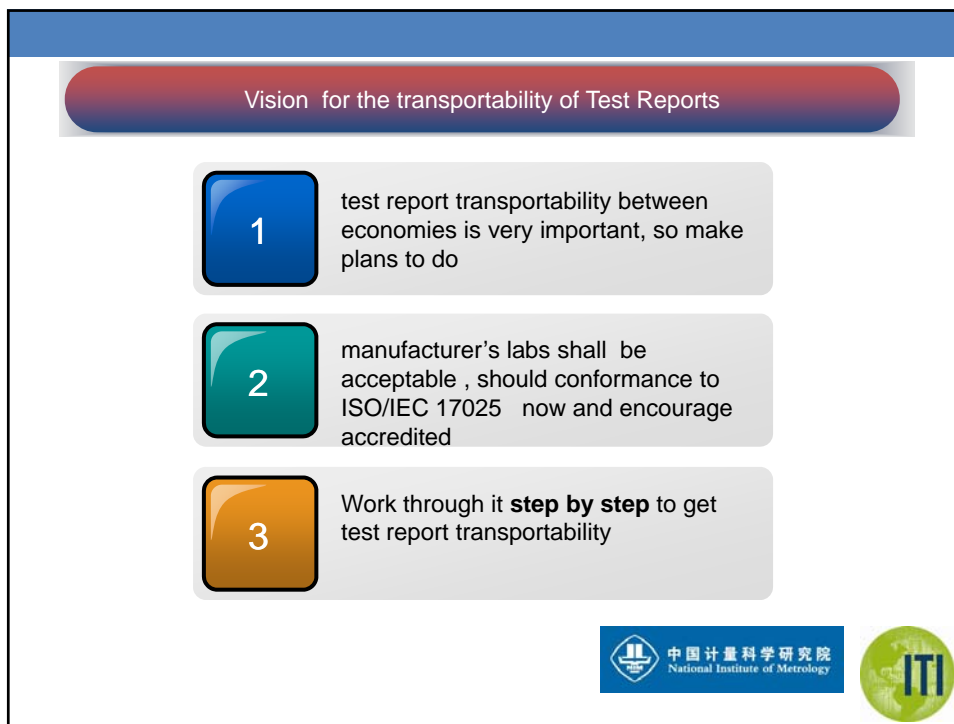 Vision for the transportability of Test Reports
1
test report transportability between
economies is very important, so make
plans to do
2
manufacturer's labs shall be
acceptable , should conformance to
ISO/IEC 17025 now and encourage
accredited
3
Work through it step by step to get
test report transportability
中国计量科学研究院
National Institute of Metrology
ITI